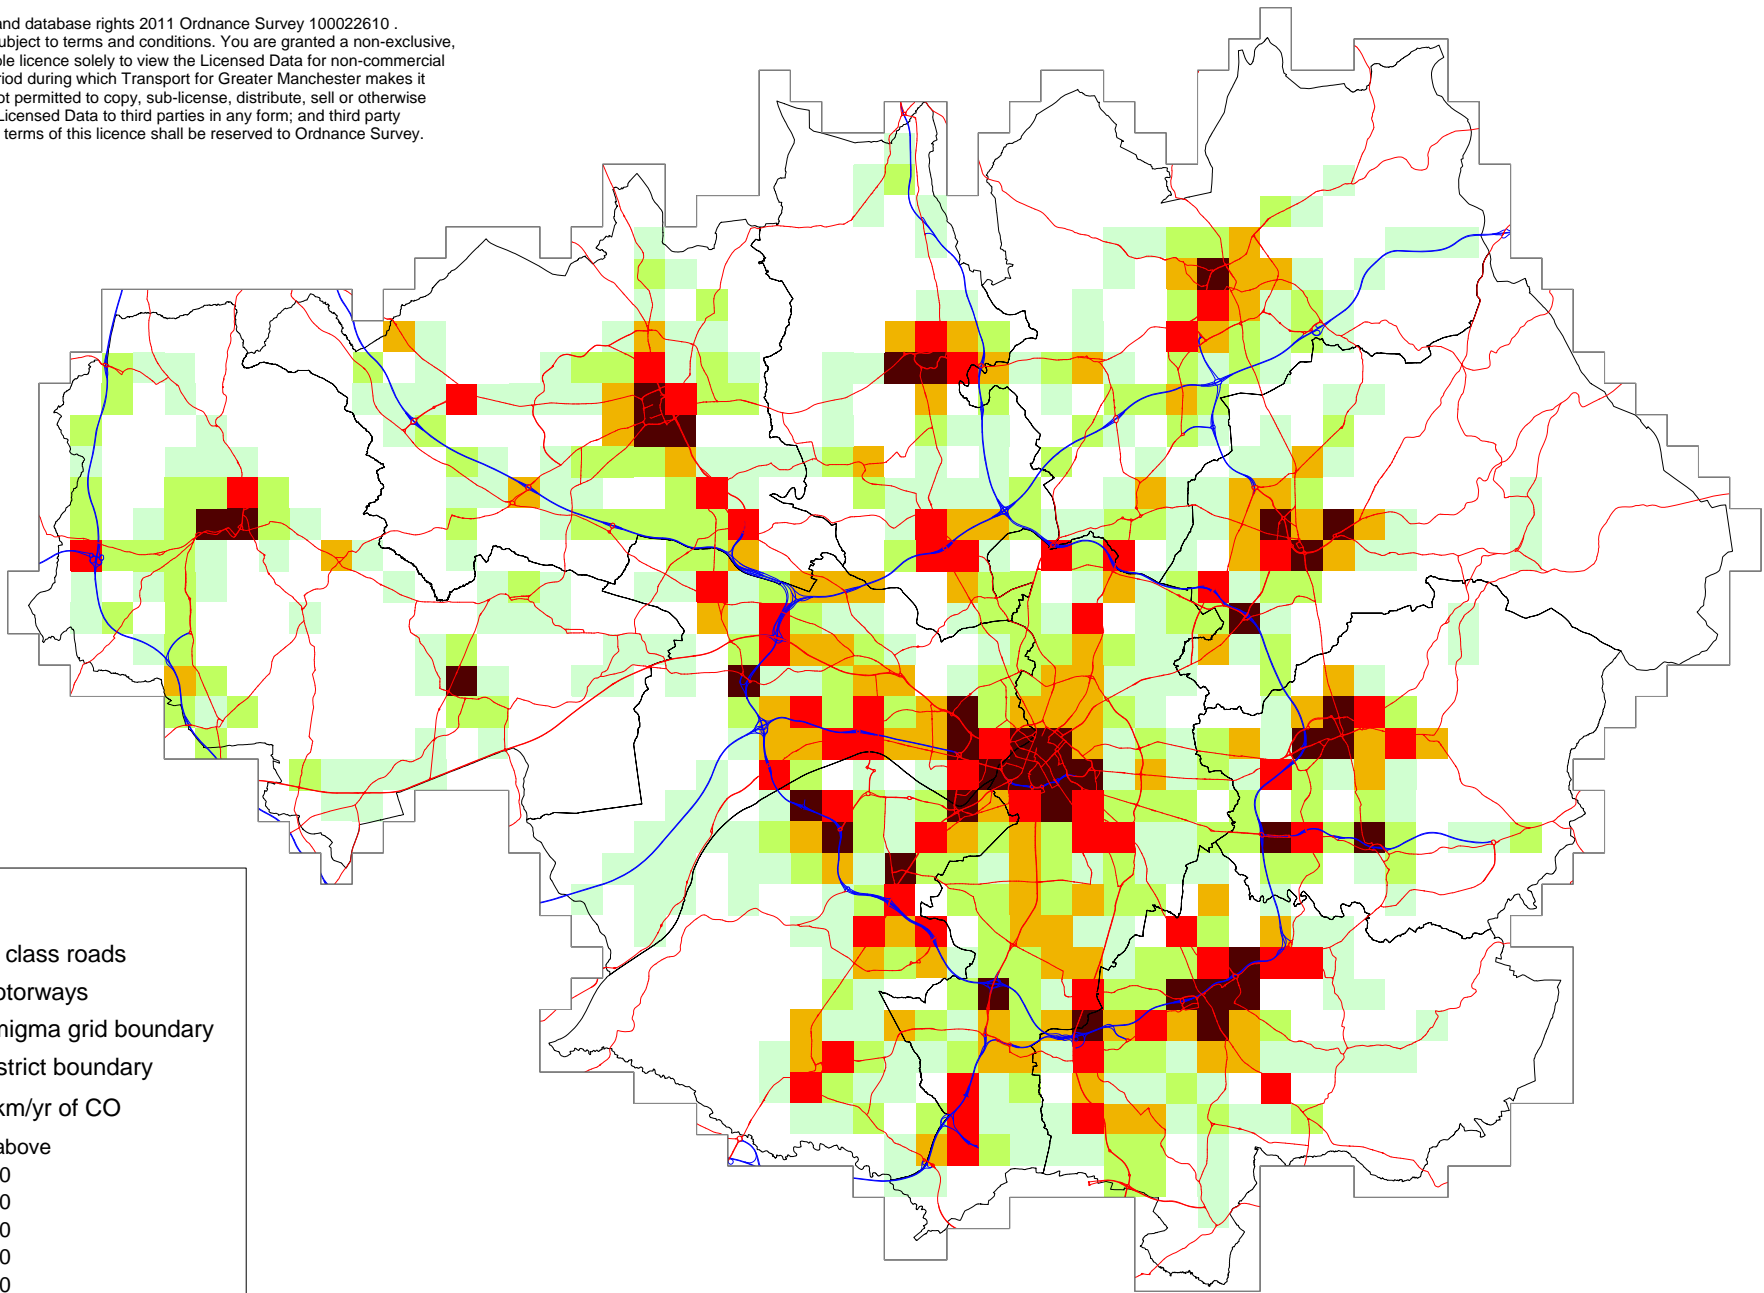 and database rights 2011 Ordnance Survey 100022610 .
ubject to terms and conditions. You are granted a non-exclusive,
ble licence solely to view the Licensed Data for non-commercial
riod during which Transport for Greater Manchester makes it
ot permitted to copy, sub-license, distribute, sell or otherwise
Licensed Data to third parties in any form; and third party
terms of this licence shall be reserved to Ordnance Survey.
class roads
otorways
nigma grid boundary
strict boundary
km/yr of CO
above
0
0
0
0
0